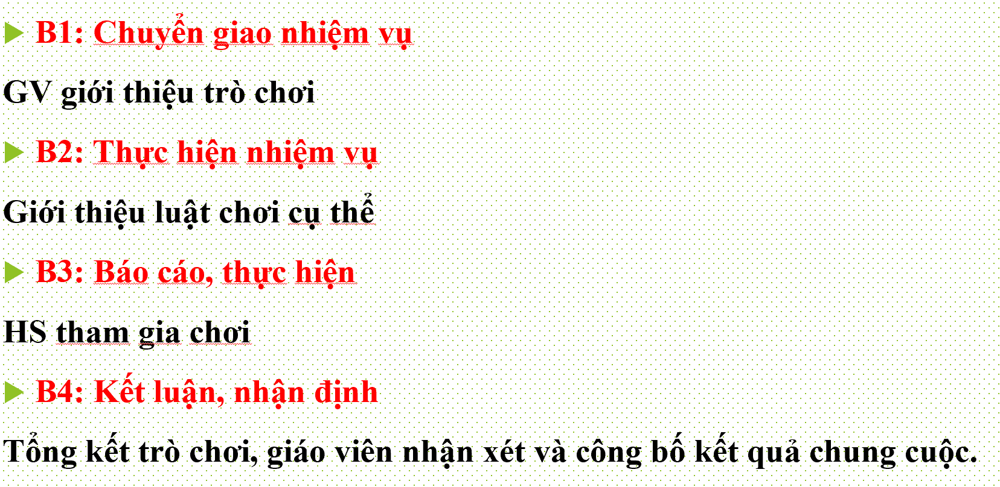 B1: Chuyển giao nhiệm vụ
GV giới thiệu trò chơi
B2: Thực hiện nhiệm vụ
Giới thiệu luật chơi cụ thể
B3: Báo cáo, thực hiện
HS tham gia chơi
B4: Kết luận, nhận định
Tổng kết trò chơi, giáo viên nhận xét và công bố kết quả chung cuộc.